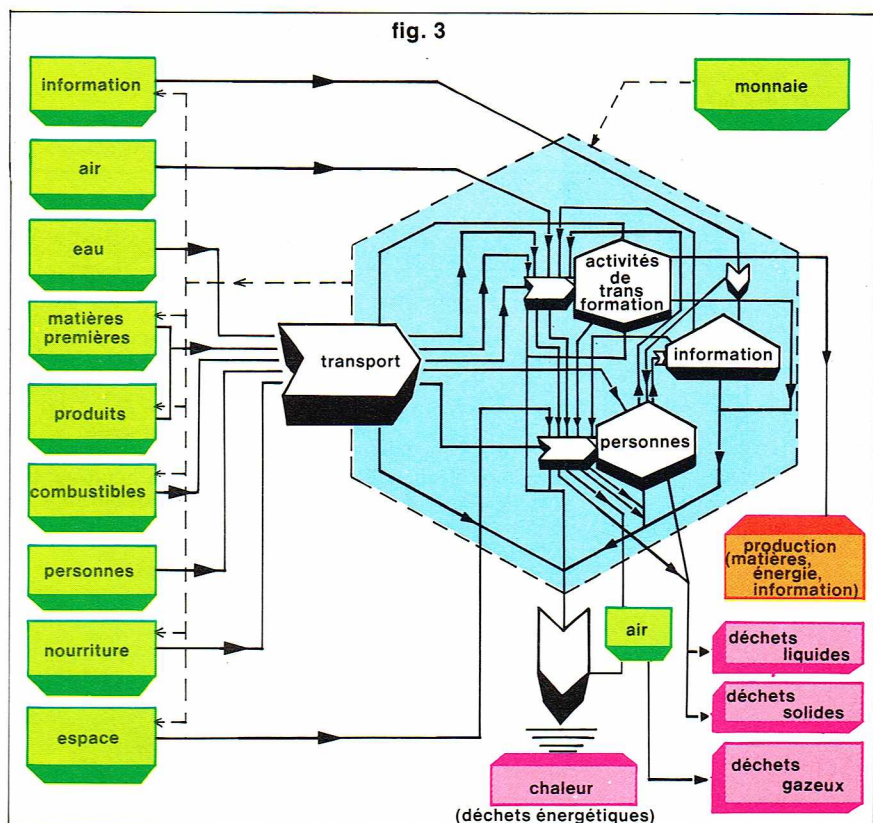 fig. 3
information
monnaie
air
eau
matières
premières
produits
combustibles
personnes
nourriture
espace
transport
activités
de
trans
formation
information
personnes
production
(matières,
énergie,
information)
air
déchets
liquides
déchets
solides
déchets
gazeux
chaleur
(déchets énergétiques)